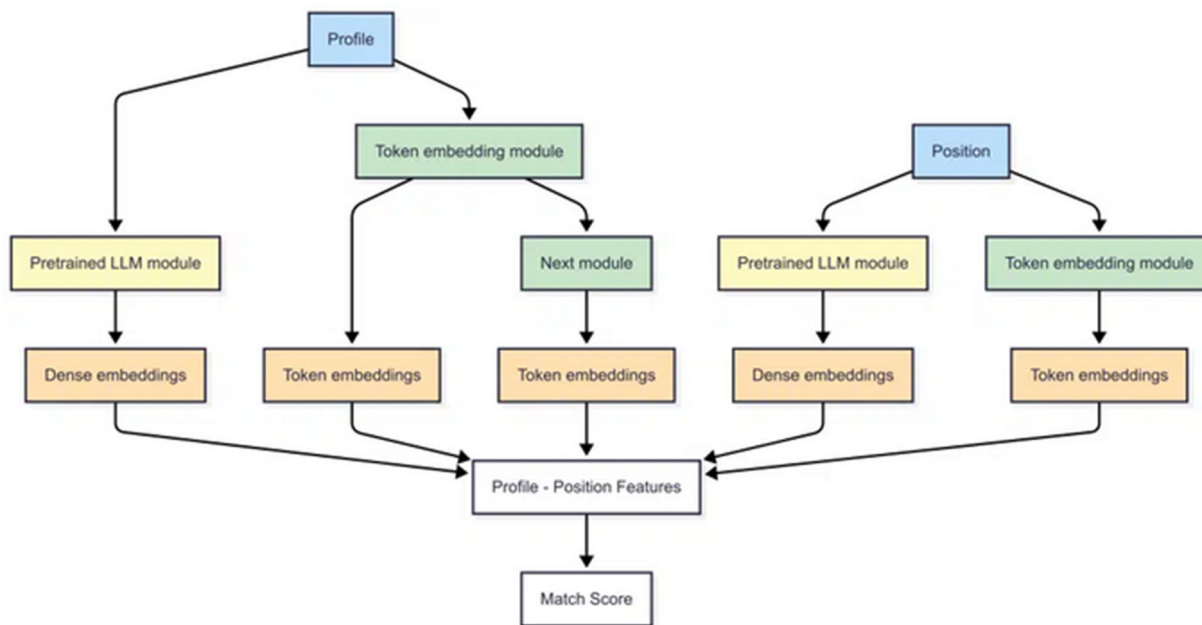 Profile
Token embedding module
Position
Pretrained LLM module
Next module
Pretrained LLM module
Token embedding module
Dense embeddings
Token embeddings
Token embeddings
Dense embeddings
Token embeddings
Profile - Position Features
Match Score